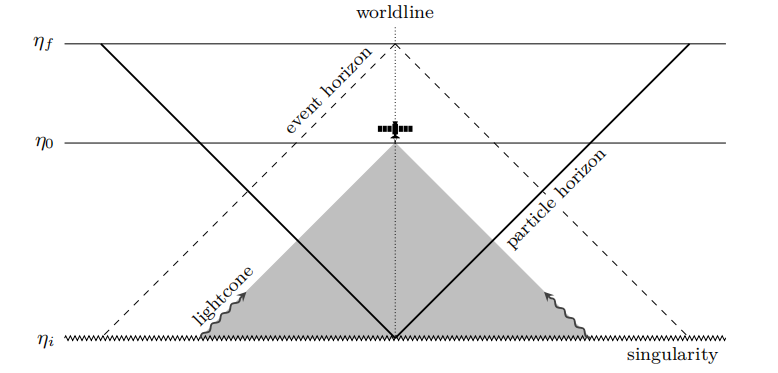 worldline
η_f
event horizon
η_0
particle horizon
lightcone
η_i
singularity